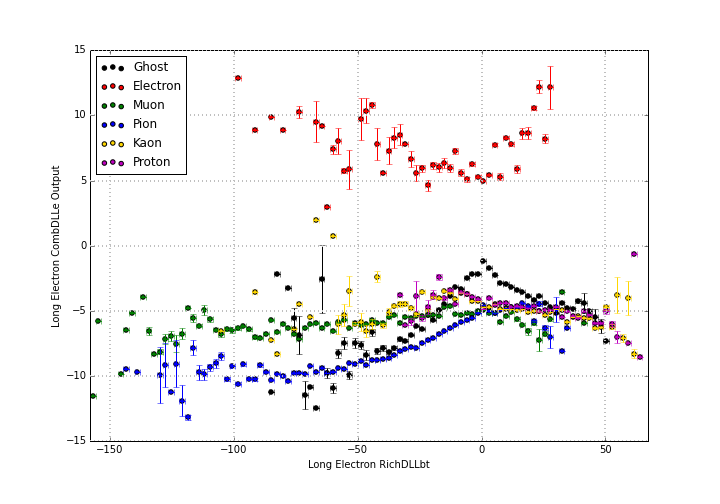 15
10
5
0
−5
−10
−15
Long Electron CombDLLe Output
Ghost
Electron
Muon
Pion
Kaon
Proton
−150 −100 −50 0 50
Long Electron RichDLLbt